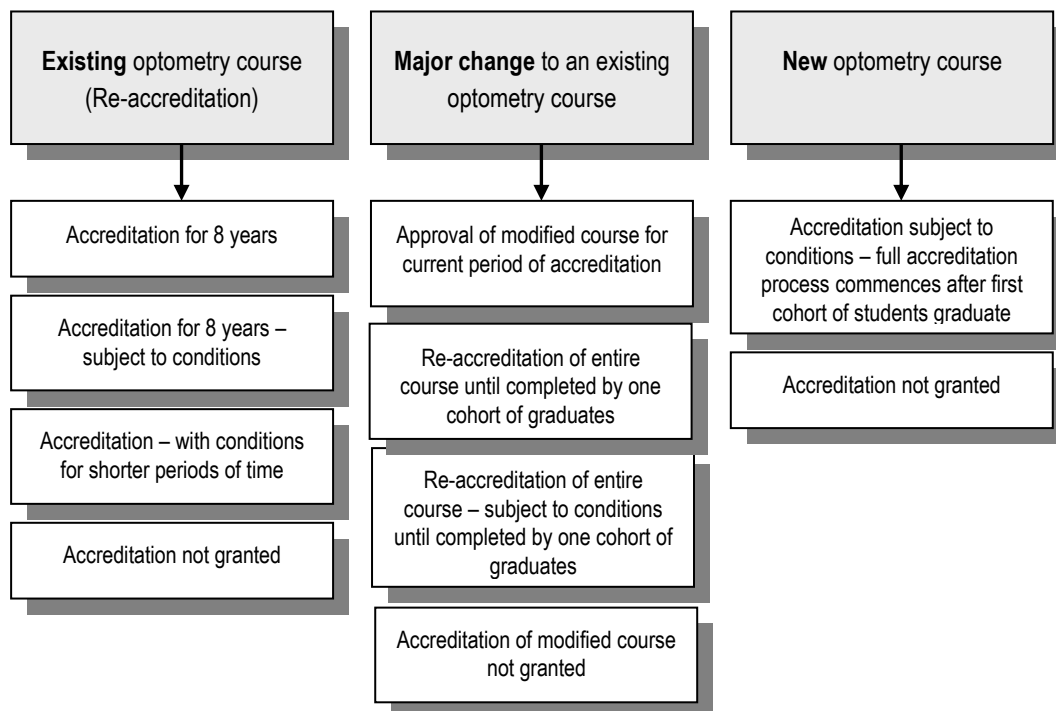 Existing optometry course
(Re-accreditation)
Accreditation for 8 years
Accreditation for 8 years –
subject to conditions
Accreditation – with conditions
for shorter periods of time
Accreditation not granted
Major change to an existing
optometry course
Approval of modified course for
current period of accreditation
Re-accreditation of entire
course until completed by one
cohort of graduates
Re-accreditation of entire
course – subject to conditions
until completed by one cohort of
graduates
Accreditation of modified course
not granted
New optometry course
Accreditation subject to
conditions – full accreditation
process commences after first
cohort of students graduate
Accreditation not granted